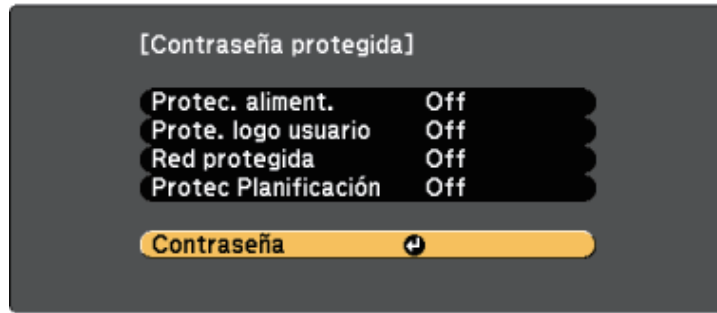 [Contraseña protegida]
Protec. aliment. Off
Prote. logo usuario Off
Red protegida Off
Protec Planificación Off
Contraseña